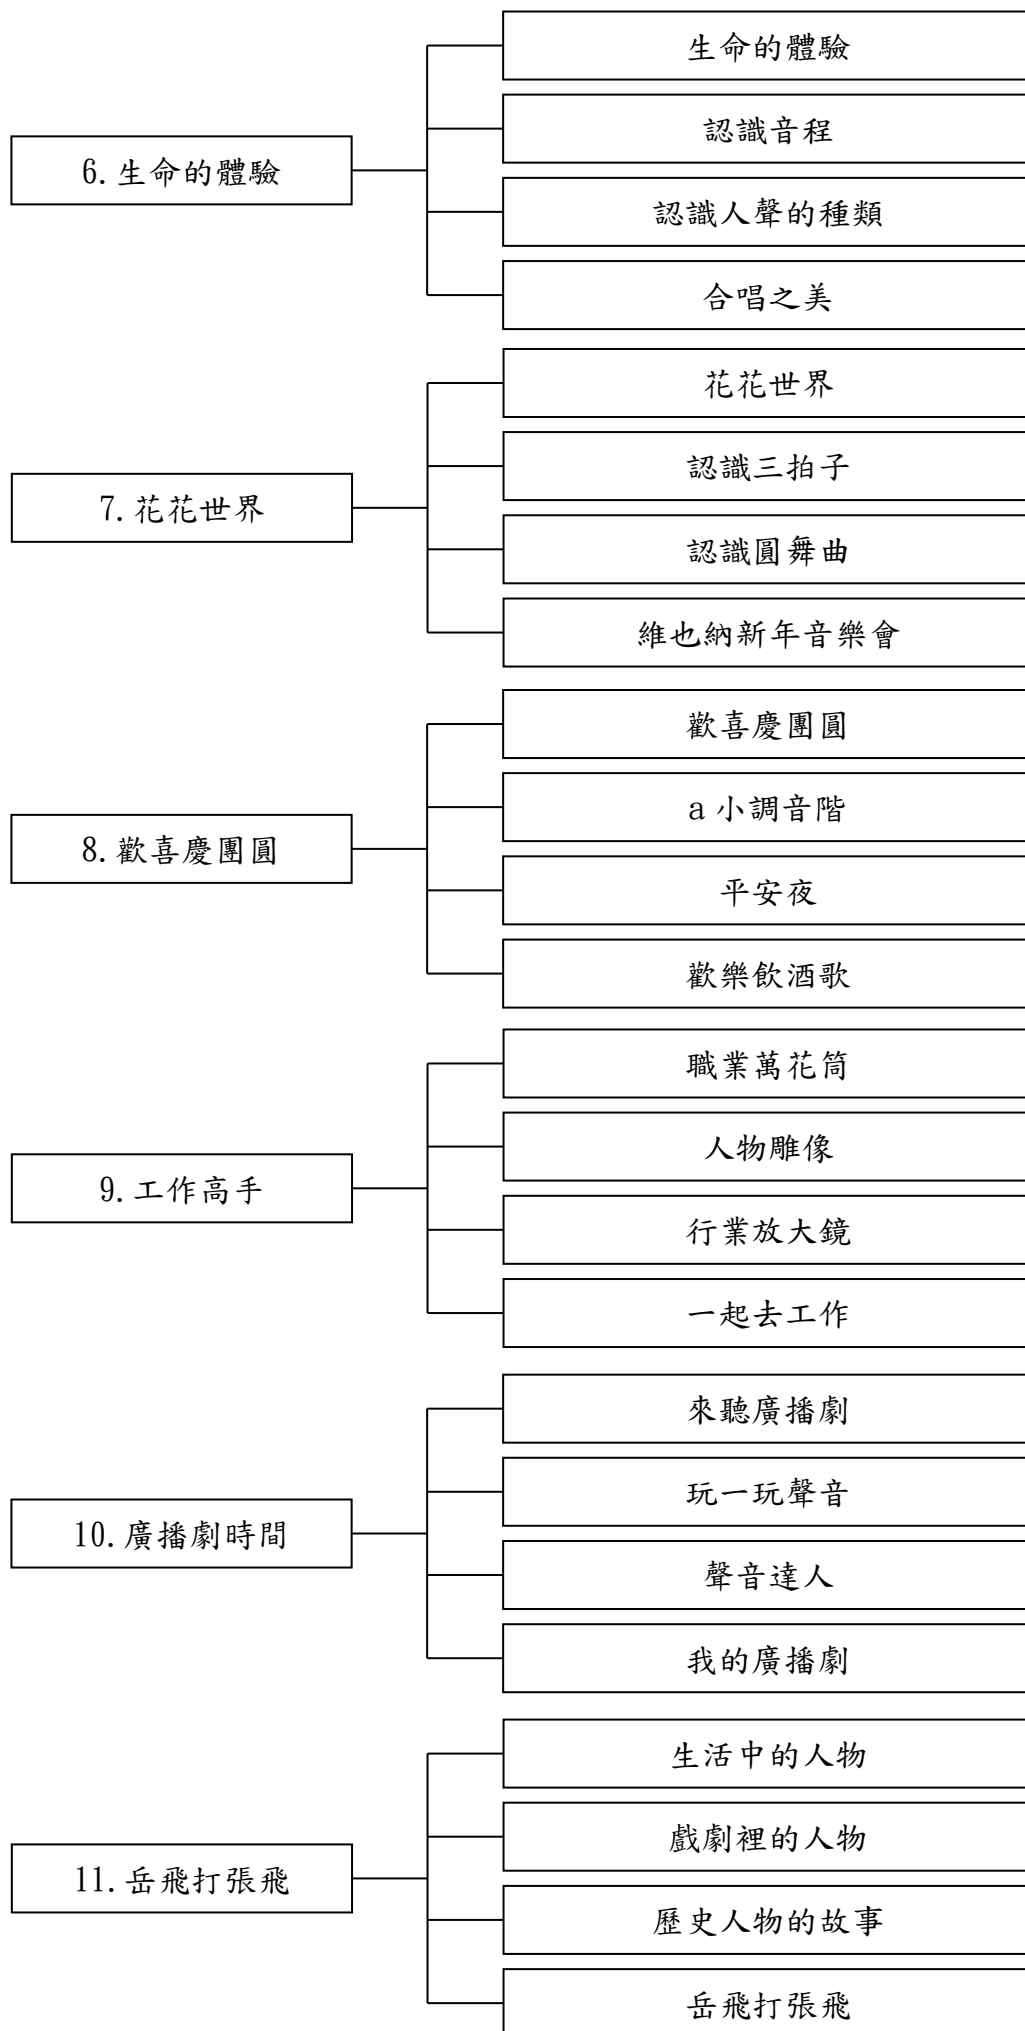 6.生命的體驗
生命的體驗
認識音程
認識人聲的種類
合唱之美
7.花花世界
花花世界
認識三拍子
認識圓舞曲
維也納新年音樂會
8.歡喜慶團圓
歡喜慶團圓
a小調音階
平安夜
歡樂飲酒歌
9.工作高手
職業萬花筒
人物雕像
行業放大鏡
一起去工作
10.廣播劇時間
來聽廣播劇
玩一玩聲音
聲音達人
我的廣播劇
11.岳飛打張飛
生活中的人物
戲劇裡的人物
歷史人物的故事
岳飛打張飛